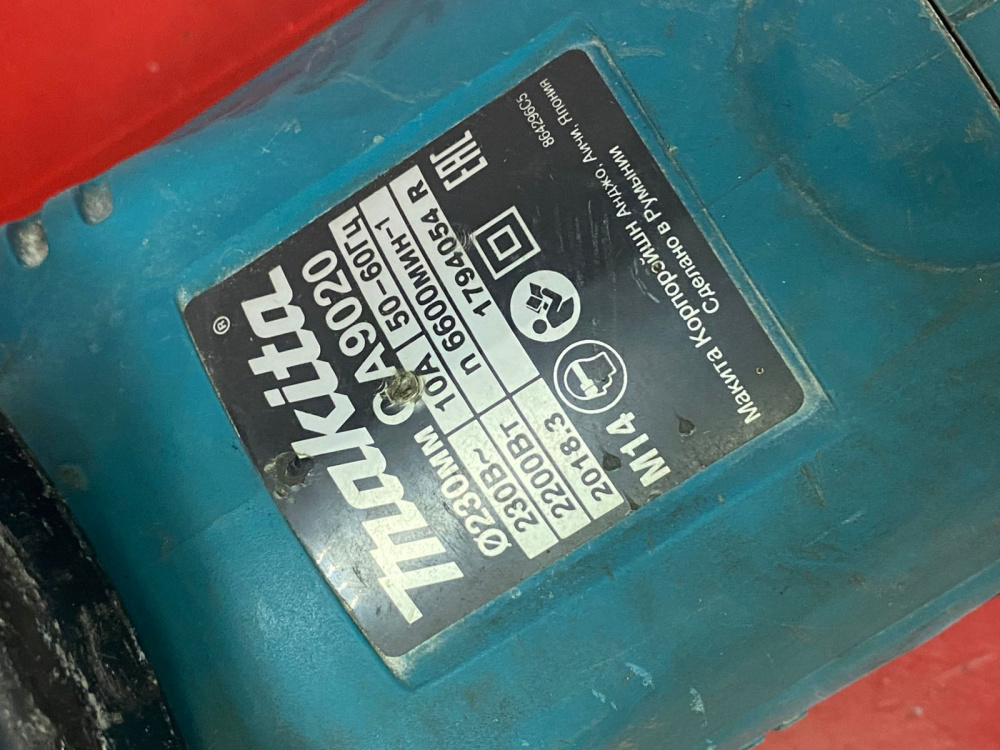 makita®
Ø230ММ GA9020
230В~ 10А 50-60ГЦ
2200ВТ n 6600МИН-¹
2018.3 1794054 R
M14
EAC
864296C5
Макита Корпорэйшн Анджо, Аичи, Япония
Сделано в Румынии